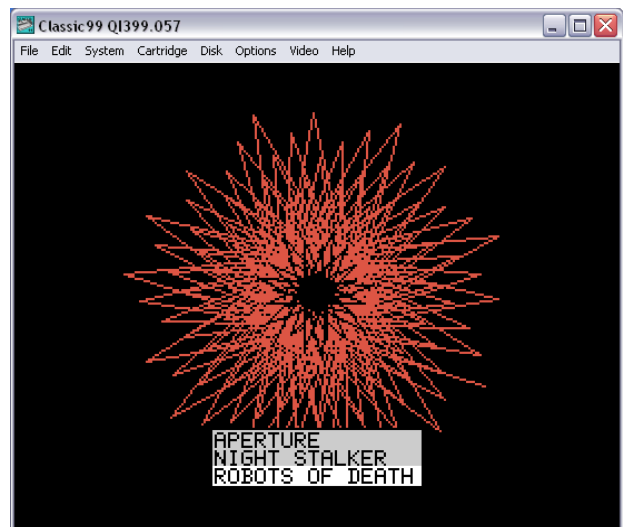 Classic99 QI399.057
File Edit System Cartridge Disk Options Video Help
APERTURE
NIGHT STALKER
ROBOTS OF DEATH